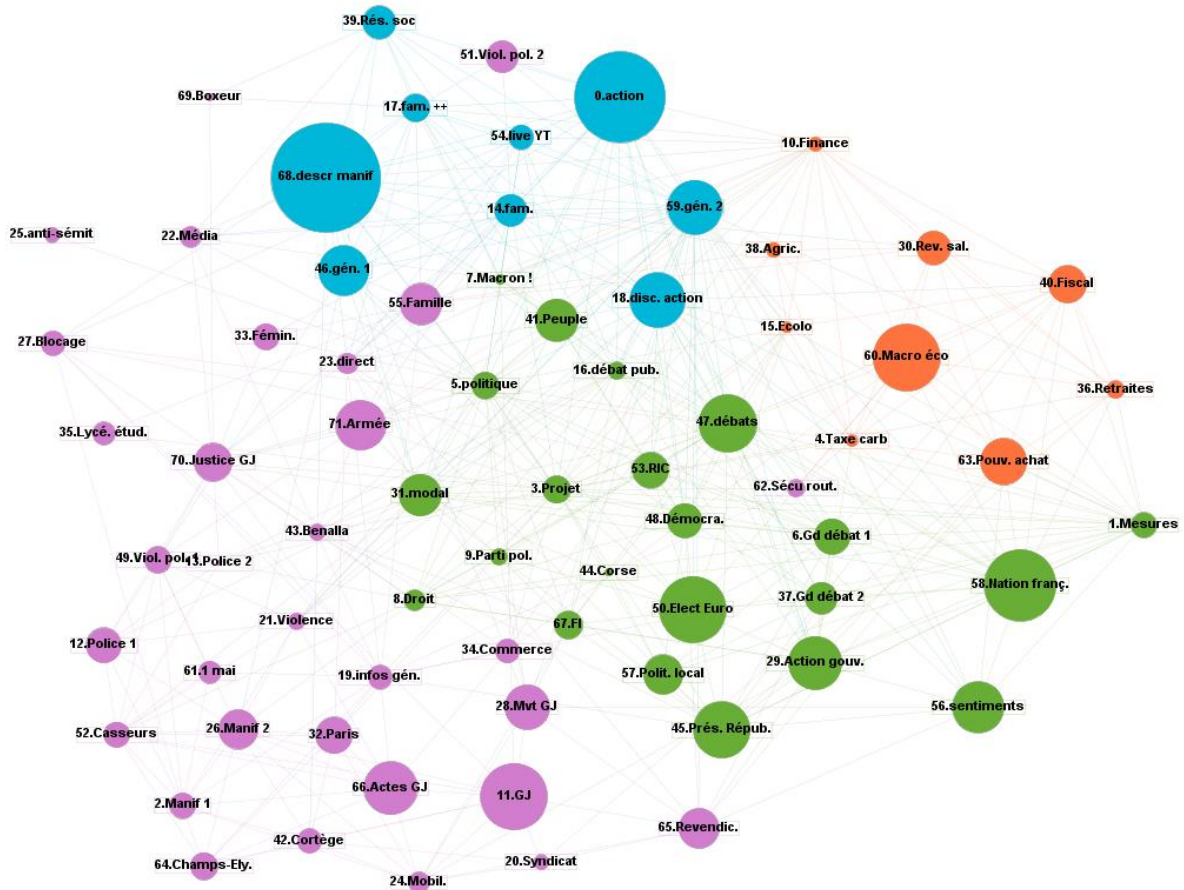 39.Rés. soc
51.Viol. pol. 2
69.Boxeur
0.action
17.fam. ++
54.live YT
10.Finance
68.descr manif
59.gén. 2
14.fam.
25.anti-sémit
22.Média
38.Agric.
30.Rev. sal.
46.gén. 1
7.Macron !
40.Fiscal
55.Famille
18.disc. action
41.Peuple
15.Ecolo
33.Fémin.
27.Blocage
60.Macro éco
23.direct
16.débat pub.
5.politique
36.Retraites
71.Armée
47.débats
35.Lycé. étud.
4.Taxe carb
70.Justice GJ
63.Pouv. achat
53.RIC
3.Projet
62.Sécu rout.
31.modal
48.Démocra.
1.Mesures
43.Benalla
6.Gd débat 1
49.Viol. pol. 1
13.Police 2
9.Parti pol.
44.Corse
58.Nation franç.
8.Droit
37.Gd débat 2
50.Elect Euro
21.Violence
67.FI
12.Police 1
34.Commerce
29.Action gouv.
61.1 mai
19.infos gén.
57.Polit. local
28.Mvt GJ
56.sentiments
26.Manif 2
45.Prés. Répub.
52.Casseurs
32.Paris
66.Actes GJ
11.GJ
2.Manif 1
65.Revendic.
42.Cortège
64.Champs-Ely.
20.Syndicat
24.Mobil.